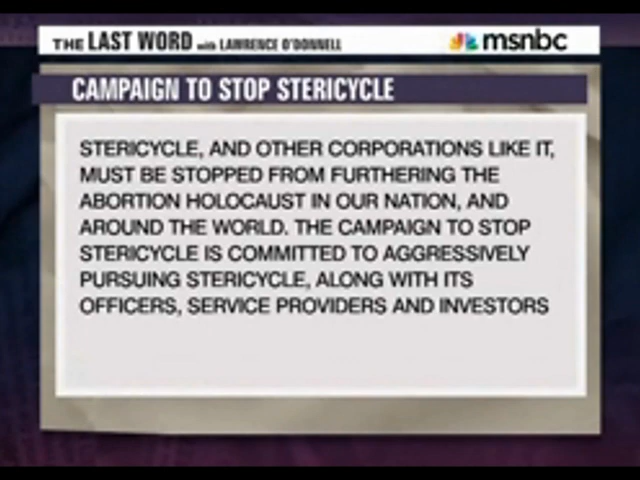 THE LAST WORD WITH LAWRENCE O'DONNELL msnbc
CAMPAIGN TO STOP STERICYCLE
STERICYCLE, AND OTHER CORPORATIONS LIKE IT,
MUST BE STOPPED FROM FURTHERING THE
ABORTION HOLOCAUST IN OUR NATION, AND
AROUND THE WORLD. THE CAMPAIGN TO STOP
STERICYCLE IS COMMITTED TO AGGRESSIVELY
PURSUING STERICYCLE, ALONG WITH ITS
OFFICERS, SERVICE PROVIDERS AND INVESTORS